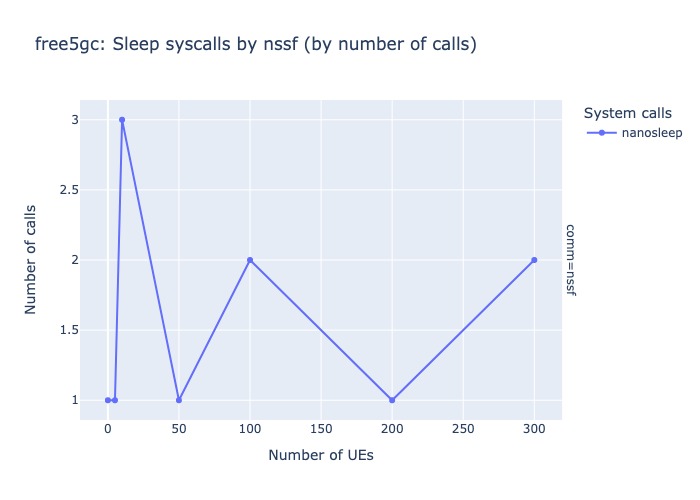 free5gc: Sleep syscalls by nssf (by number of calls)
System calls
nanosleep
3
2.5
2
1.5
1
Number of calls
comm=nssf
0 50 100 150 200 250 300
Number of UEs